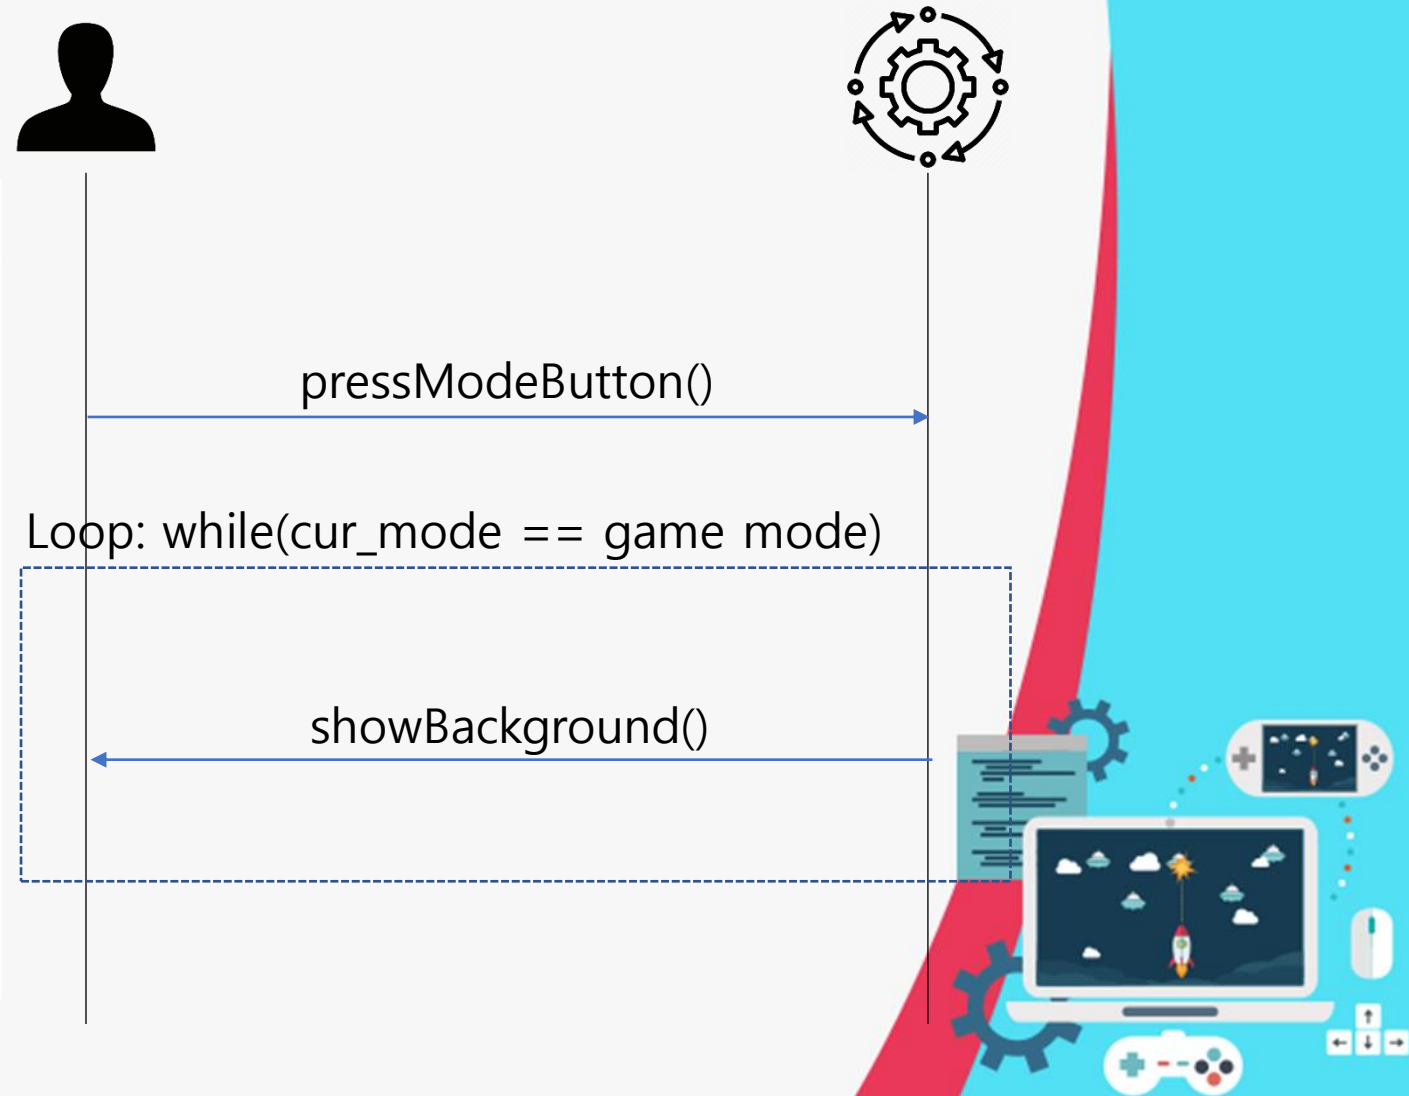 pressModeButton()
Loop: while(cur_mode == game mode)
showBackground()